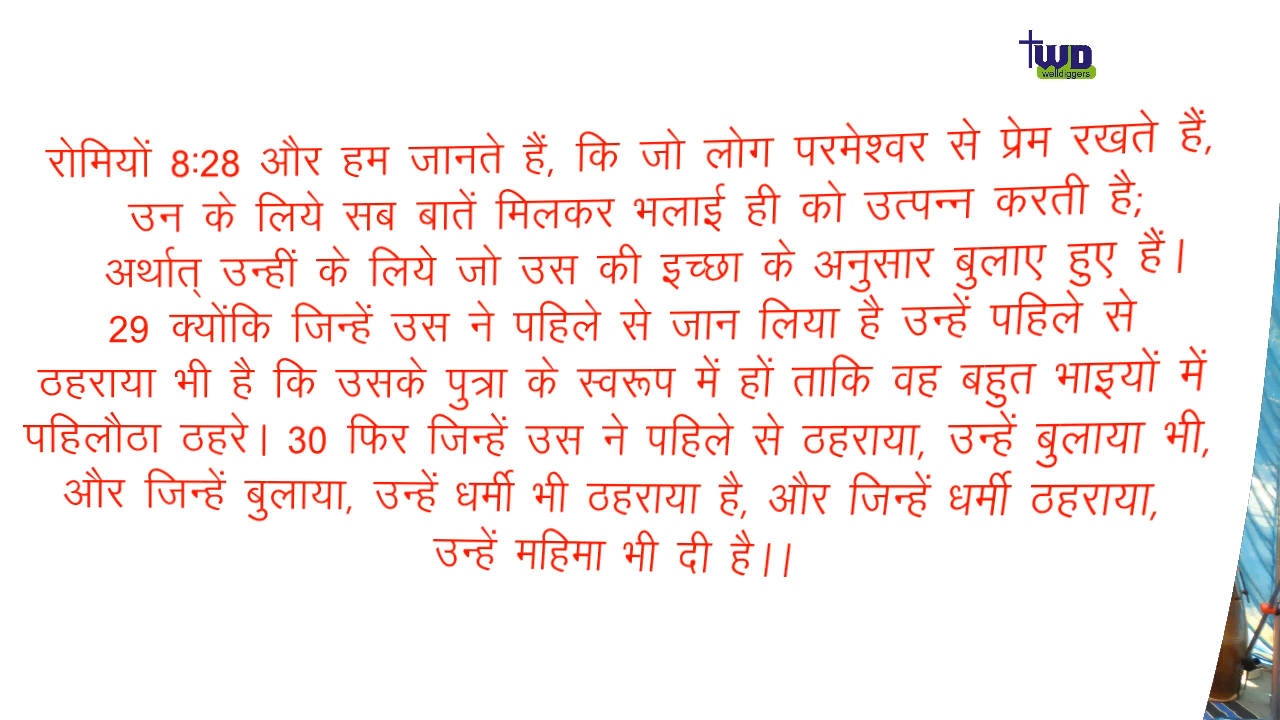 WD
welldiggers
रोमियों 8:28 और हम जानते हैं, कि जो लोग परमेश्वर से प्रेम रखते हैं,
उन के लिये सब बातें मिलकर भलाई ही को उत्पन्न करती है;
अर्थात् उन्हीं के लिये जो उस की इच्छा के अनुसार बुलाए हुए हैं।
29 क्योंकि जिन्हें उस ने पहिले से जान लिया है उन्हें पहिले से
ठहराया भी है कि उसके पुत्रा के स्वरूप में हों ताकि वह बहुत भाइयों में
पहिलौठा ठहरे। 30 फिर जिन्हें उस ने पहिले से ठहराया, उन्हें बुलाया भी,
और जिन्हें बुलाया, उन्हें धर्मी भी ठहराया है, और जिन्हें धर्मी ठहराया,
उन्हें महिमा भी दी है।।